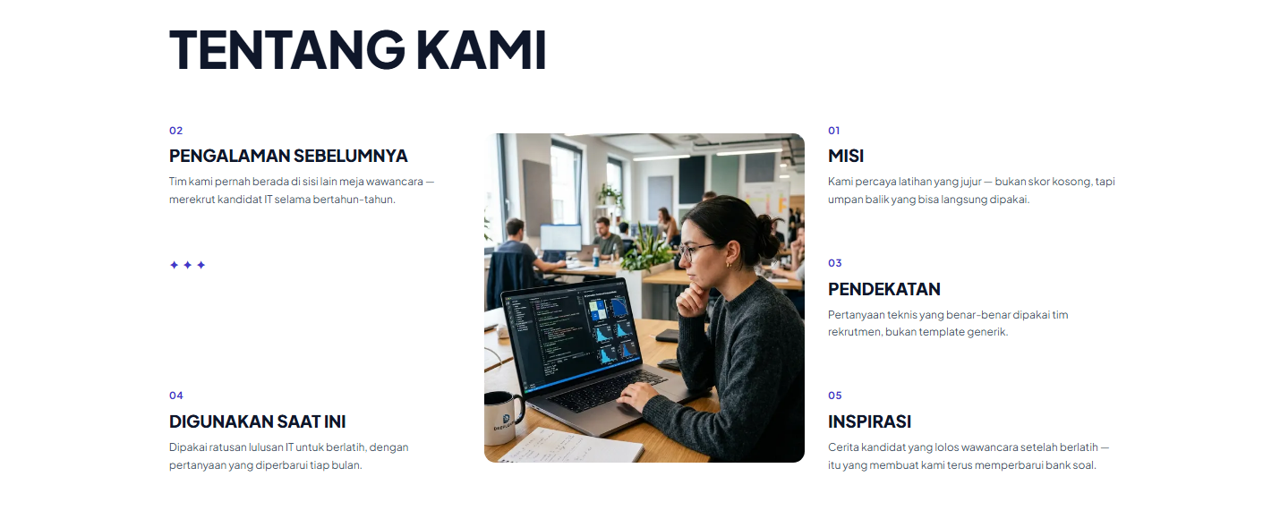 TENTANG KAMI
02
PENGALAMAN SEBELUMNYA
Tim kami pernah berada di sisi lain meja wawancara —
merekrut kandidat IT selama bertahun-tahun.
04
DIGUNAKAN SAAT INI
Dipakai ratusan lulusan IT untuk berlatih, dengan
pertanyaan yang diperbarui tiap bulan.
01
MISI
Kami percaya latihan yang jujur — bukan skor kosong, tapi
umpan balik yang bisa langsung dipakai.
03
PENDEKATAN
Pertanyaan teknis yang benar-benar dipakai tim
rekrutmen, bukan template generik.
05
INSPIRASI
Cerita kandidat yang lolos wawancara setelah berlatih —
itu yang membuat kami terus memperbarui bank soal.